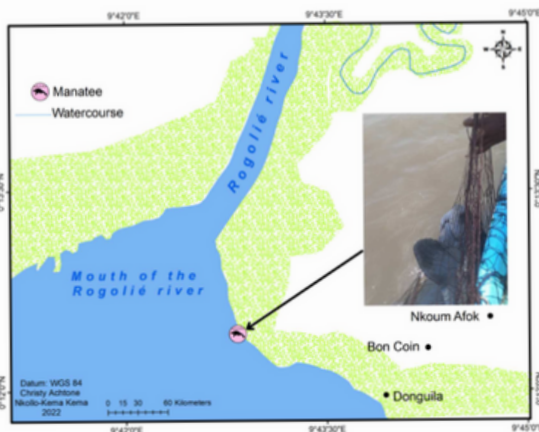 9°42'0"E
9°43'30"E
9°45'0"E
Manatee
Watercourse
Rogolié river
Mouth of the
Rogolié river
Nkoum Afok
Bon Coin
Donguila
Datum: WGS 84
Christy Achtone
Nkollo-Kema Kema
2022
0 15 30 60 Kilometers
9°42'0"E
9°43'30"E
9°45'0"E